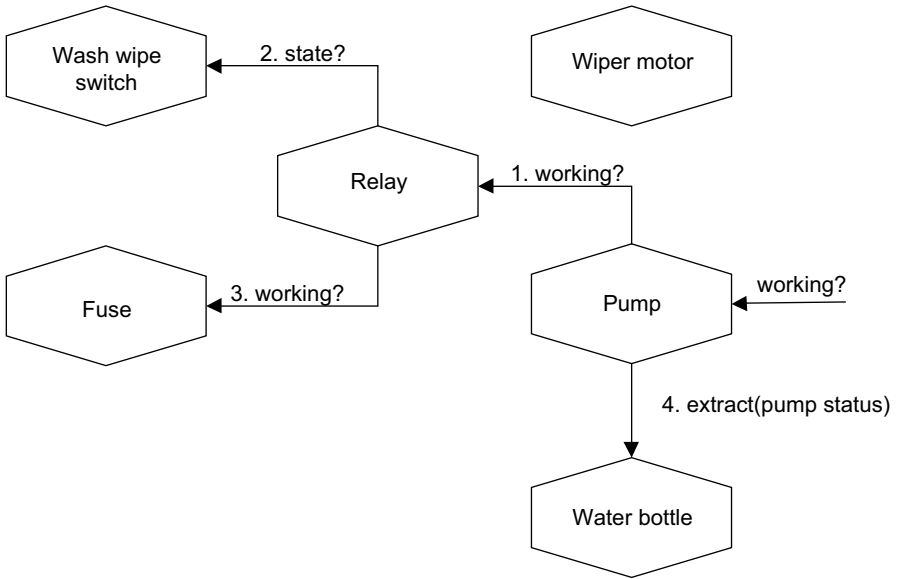 Wash wipe
switch
2. state?
Wiper motor
Relay
1. working?
Fuse
3. working?
Pump
working?
4. extract(pump status)
Water bottle